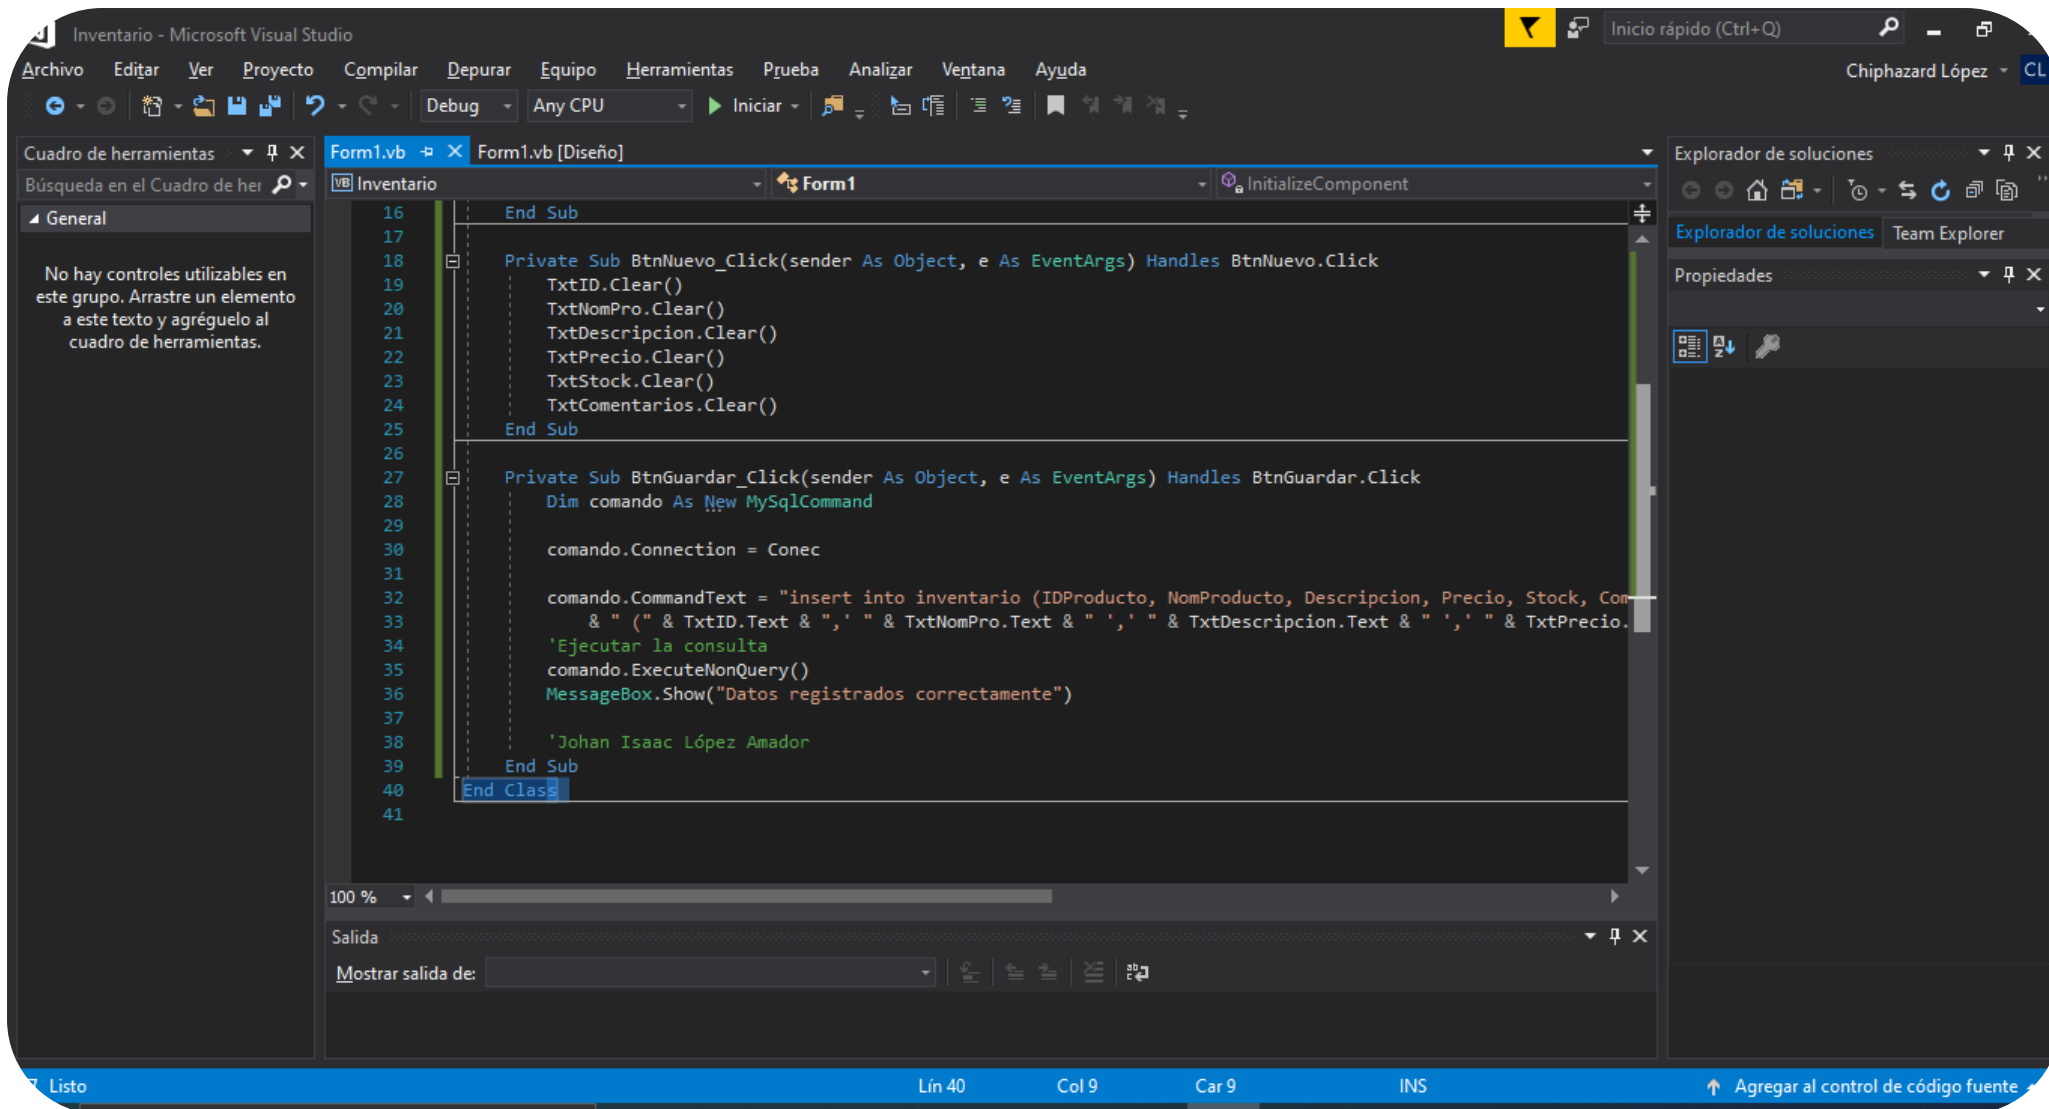 Inventario - Microsoft Visual Studio
Inicio rápido (Ctrl+Q)
Archivo Editar Ver Proyecto Compilar Depurar Equipo Herramientas Prueba Analizar Ventana Ayuda
Chiphazard López CL
Debug Any CPU Iniciar
Cuadro de herramientas
Búsqueda en el Cuadro de her
General
No hay controles utilizables en
este grupo. Arrastre un elemento
a este texto y agréguelo al
cuadro de herramientas.
Form1.vb Form1.vb [Diseño]
VB Inventario Form1 InitializeComponent
16 End Sub
17
18 Private Sub BtnNuevo_Click(sender As Object, e As EventArgs) Handles BtnNuevo.Click
19 TxtID.Clear()
20 TxtNomPro.Clear()
21 TxtDescripcion.Clear()
22 TxtPrecio.Clear()
23 TxtStock.Clear()
24 TxtComentarios.Clear()
25 End Sub
26
27 Private Sub BtnGuardar_Click(sender As Object, e As EventArgs) Handles BtnGuardar.Click
28 Dim comando As New MySqlCommand
29
30 comando.Connection = Conec
31
32 comando.CommandText = "insert into inventario (IDProducto, NomProducto, Descripcion, Precio, Stock, Com
33 & " (" & TxtID.Text & ",' " & TxtNomPro.Text & " ',' " & TxtDescripcion.Text & " ',' " & TxtPrecio.
34 'Ejecutar la consulta
35 comando.ExecuteNonQuery()
36 MessageBox.Show("Datos registrados correctamente")
37
38 'Johan Isaac López Amador
39 End Sub
40 End Class
41
100 %
Salida
Mostrar salida de:
Explorador de soluciones
Explorador de soluciones Team Explorer
Propiedades
Listo Lín 40 Col 9 Car 9 INS Agregar al control de código fuente